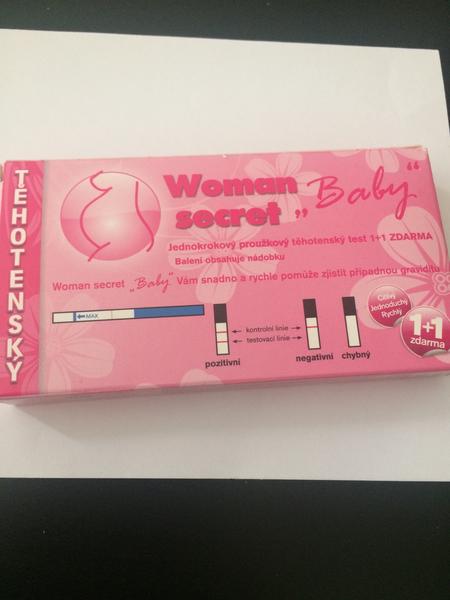 TĚHOTENSKÝ
Woman
secret „Baby“
Jednokrokový proužkový těhotenský test 1+1 ZDARMA
Balení obsahuje nádobku
Woman secret „Baby“ Vám snadno a rychle pomůže zjistit případnou graviditu
MAX
kontrolní linie
testovací linie
pozitivní
negativní
chybný
Citlivý
Jednoduchý
Rychlý
1+1
zdarma